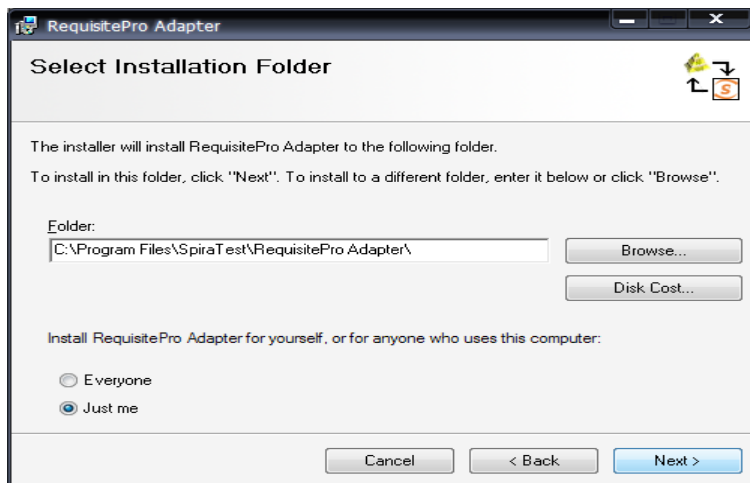 RequisitePro Adapter
Select Installation Folder
S
The installer will install RequisitePro Adapter to the following folder.
To install in this folder, click "Next". To install to a different folder, enter it below or click "Browse".
Folder:
C:\Program Files\SpiraTest\RequisitePro Adapter\
Browse...
Disk Cost...
Install RequisitePro Adapter for yourself, or for anyone who uses this computer:
Everyone
Just me
Cancel
< Back
Next >